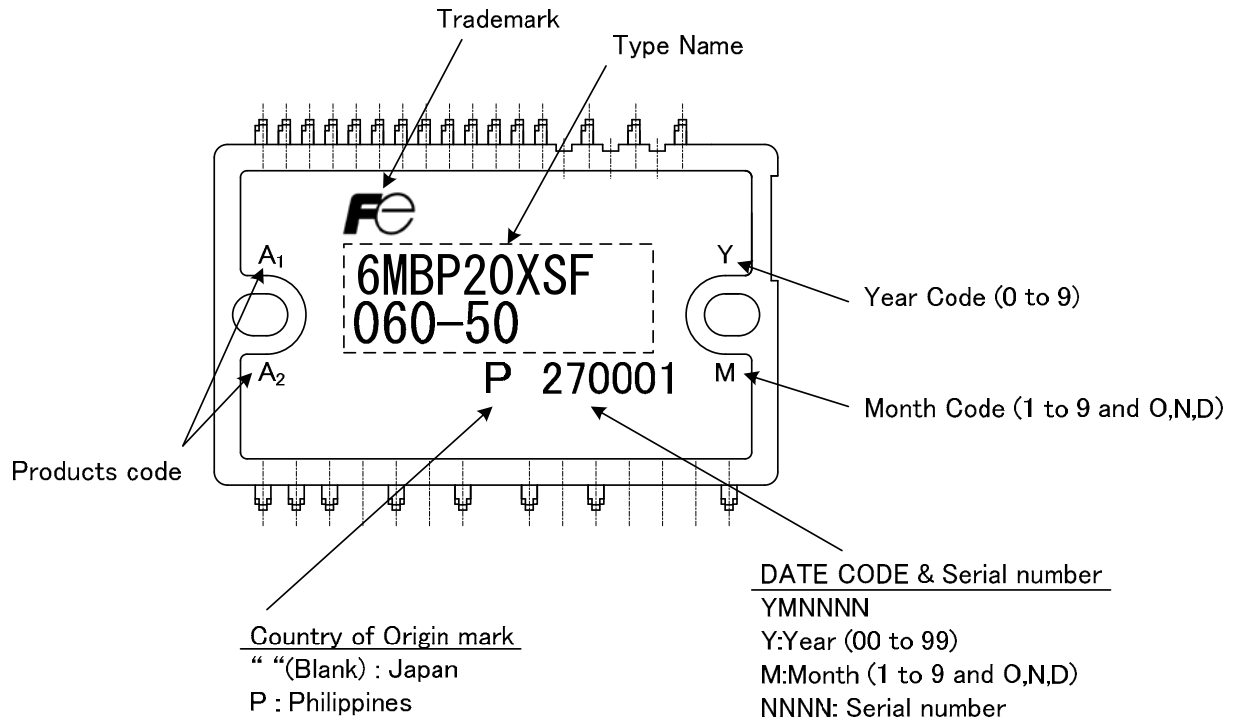 Trademark
Type Name
Fe
6MBP20XSF
060-50
A1
Y
Year Code (0 to 9)
P 270001
A2
M
Month Code (1 to 9 and O,N,D)
Products code
DATE CODE & Serial number
YMNNNN
Y:Year (00 to 99)
M:Month (1 to 9 and O,N,D)
NNNN: Serial number
Country of Origin mark
“ “(Blank) : Japan
P : Philippines